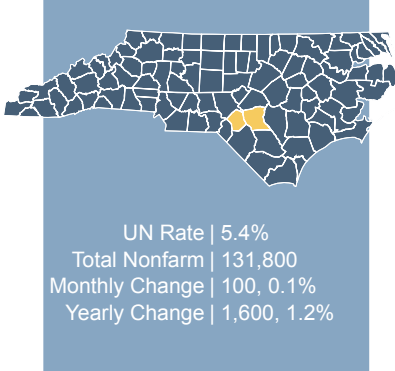 UN Rate | 5.4%
Total Nonfarm | 131,800
Monthly Change | 100, 0.1%
Yearly Change | 1,600, 1.2%